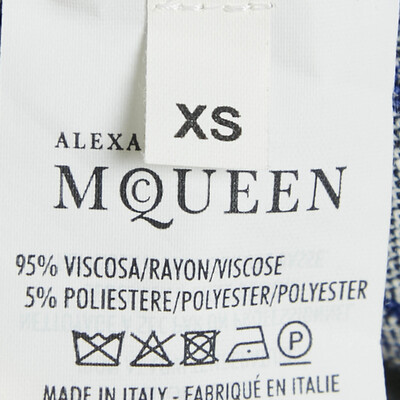 XS
ALEXA
McQUEEN
95% VISCOSA/RAYON/VISCOSE
5% POLIESTERE/POLYESTER/POLYESTER
P
MADE IN ITALY - FABRIQUÉ EN ITALIE